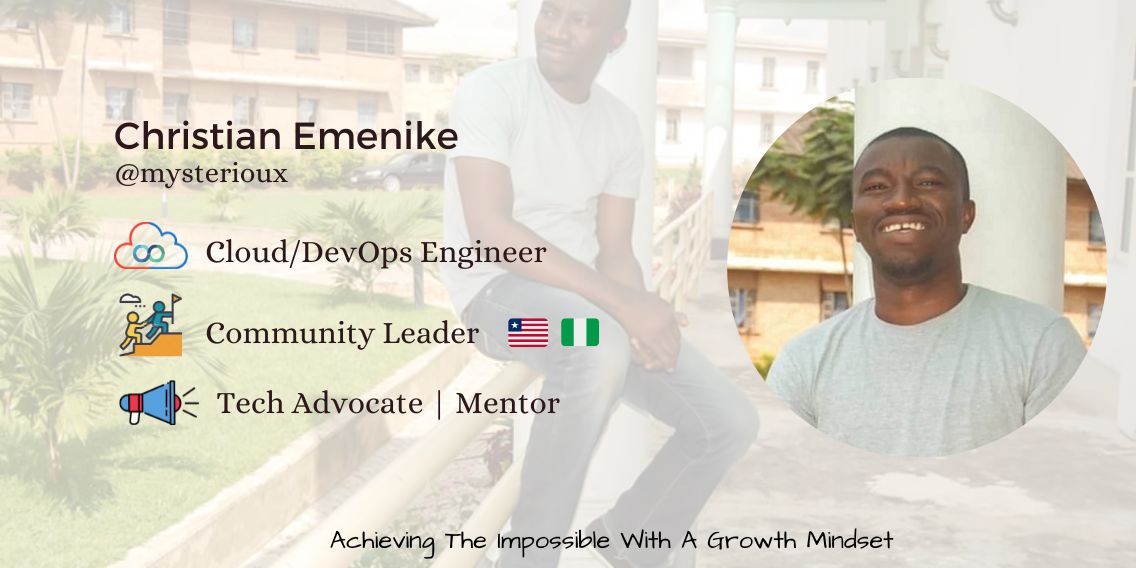 Christian Emenike
@mysterioux
Cloud/DevOps Engineer
Community Leader
Tech Advocate | Mentor
Achieving The Impossible With A Growth Mindset